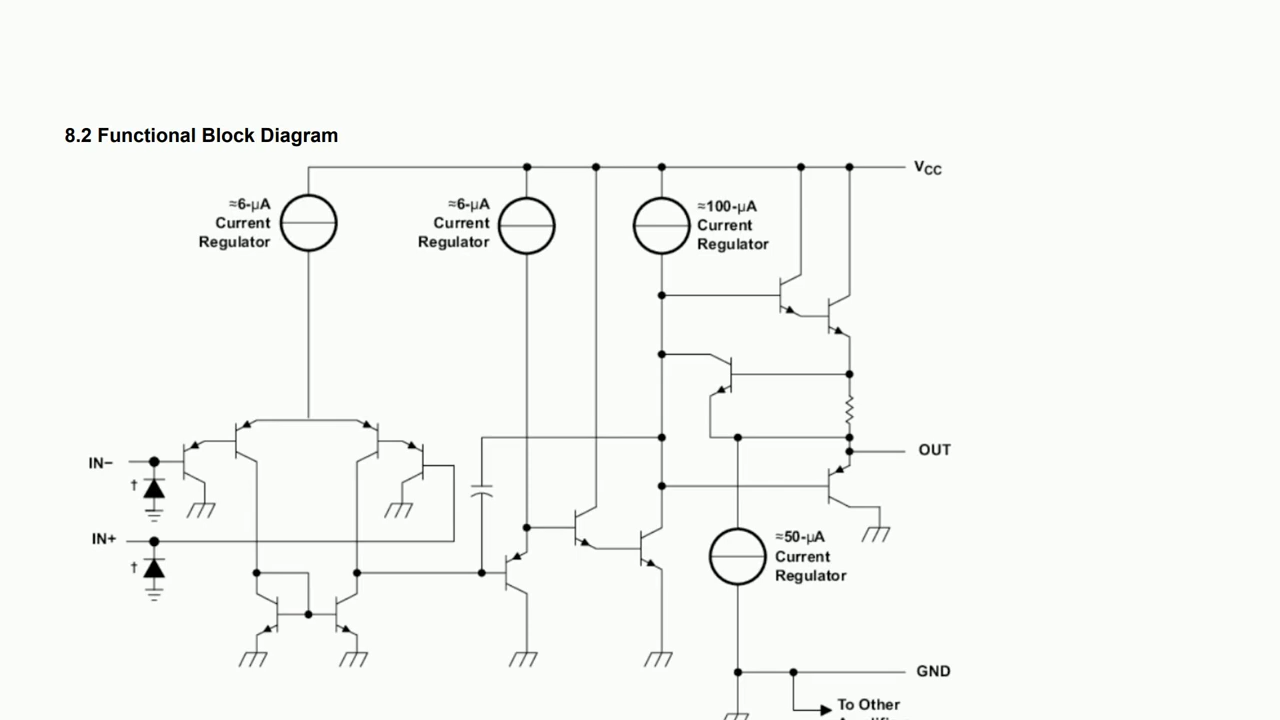 8.2 Functional Block Diagram
VCC
≈6-µA
Current
Regulator
≈6-µA
Current
Regulator
≈100-µA
Current
Regulator
IN−
†
OUT
IN+
†
≈50-µA
Current
Regulator
GND
To Other